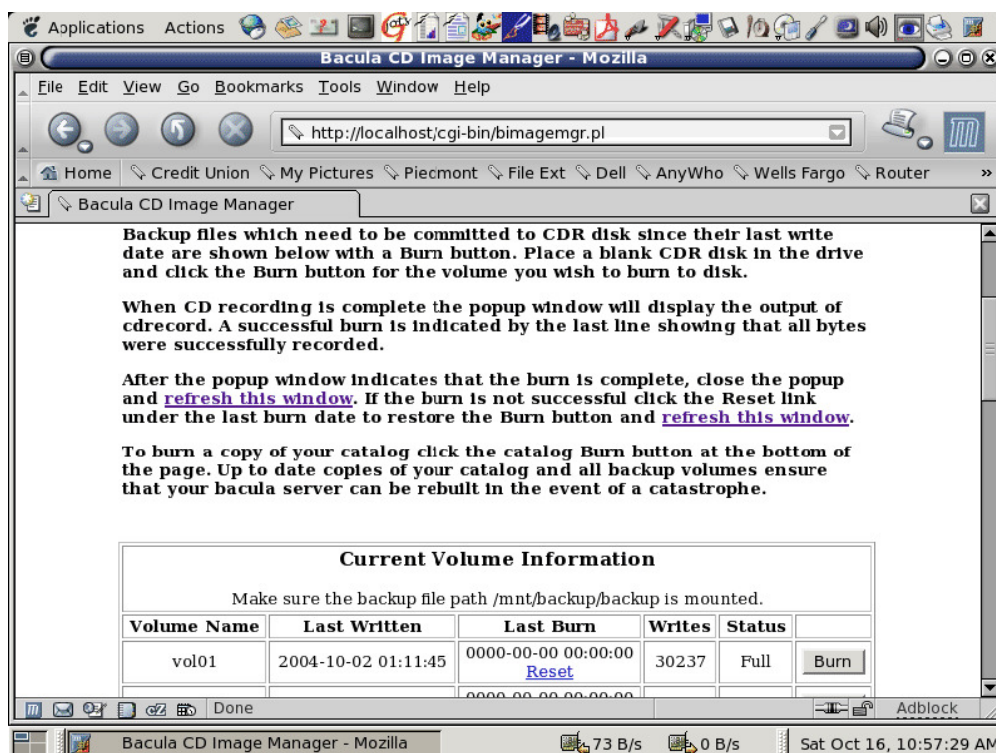 Applications Actions
Bacula CD Image Manager - Mozilla
File Edit View Go Bookmarks Tools Window Help
http://localhost/cgi-bin/bimagemgr.pl
Home Credit Union My Pictures Piedmont File Ext Dell AnyWho Wells Fargo Router »
Bacula CD Image Manager
Backup files which need to be committed to CDR disk since their last write
date are shown below with a Burn button. Place a blank CDR disk in the drive
and click the Burn button for the volume you wish to burn to disk.
When CD recording is complete the popup window will display the output of
cdrecord. A successful burn is indicated by the last line showing that all bytes
were successfully recorded.
After the popup window indicates that the burn is complete, close the popup
and refresh this window. If the burn is not successful click the Reset link
under the last burn date to restore the Burn button and refresh this window.
To burn a copy of your catalog click the catalog Burn button at the bottom of
the page. Up to date copies of your catalog and all backup volumes ensure
that your bacula server can be rebuilt in the event of a catastrophe.
Current Volume Information
Make sure the backup file path /mnt/backup/backup is mounted.
Volume Name Last Written Last Burn Writes Status
vol01 2004-10-02 01:11:45 0000-00-00 00:00:00 30237 Full Burn
Reset
0000-00-00 00:00:00
Done Adblock
Bacula CD Image Manager - Mozilla 73 B/s 0 B/s Sat Oct 16, 10:57:29 AM